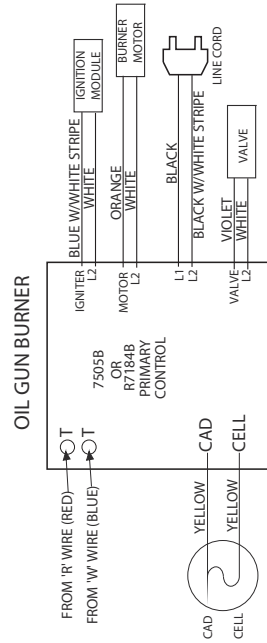 OIL GUN BURNER
FROM 'R' WIRE (RED)
FROM 'W' WIRE (BLUE)
T
T
7505B
OR
R7184B
PRIMARY
CONTROL
CAD
CELL
YELLOW
YELLOW
CAD
CELL
IGNITER
L2
BLUE W/WHITE STRIPE
WHITE
IGNITION
MODULE
MOTOR
L2
ORANGE
WHITE
BURNER
MOTOR
L1
L2
BLACK
BLACK W/WHITE STRIPE
LINE CORD
VALVE
L2
VIOLET
WHITE
VALVE